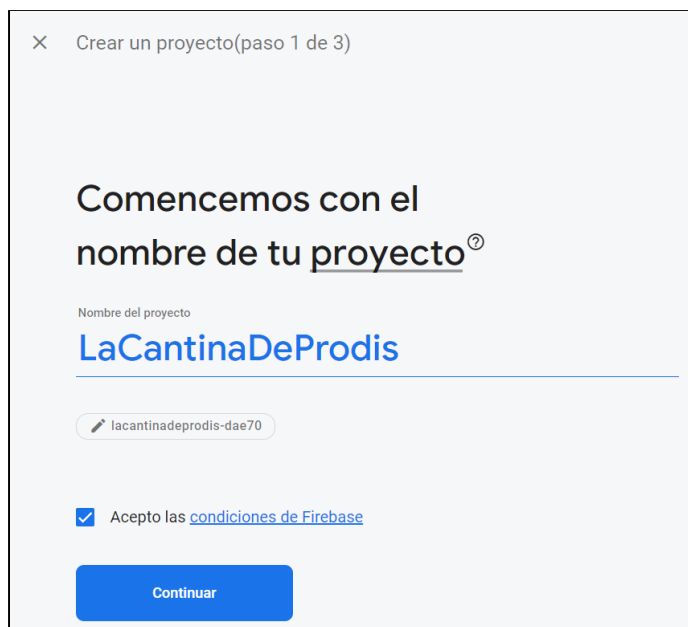 Crear un proyecto(paso 1 de 3)
Comencemos con el
nombre de tu proyecto
Nombre del proyecto
LaCantinaDeProdis
lacantinadeprodis-dae70
Acepto las condiciones de Firebase
Continuar